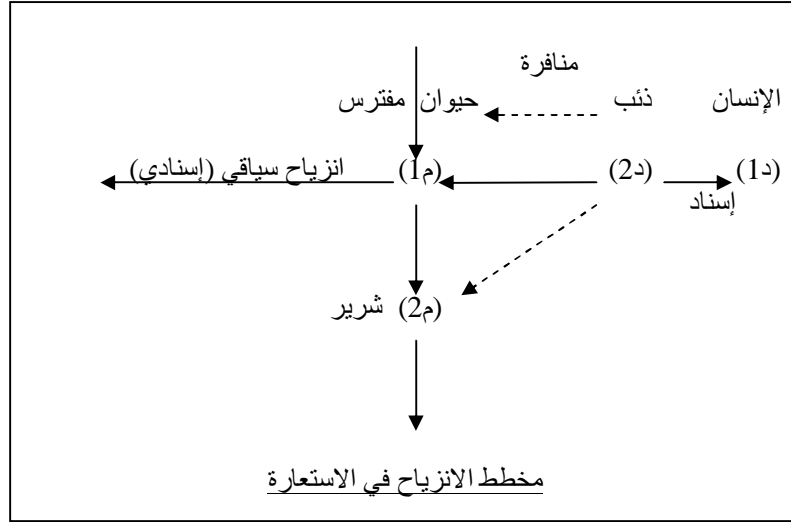 منافرة
الإنسان ذئب حيوان مفترس
(د1) (د2) (م1) انزياح سياقي (إسنادي)
إسناد
(م2) شرير
مخطط الانزياح في الاستعارة